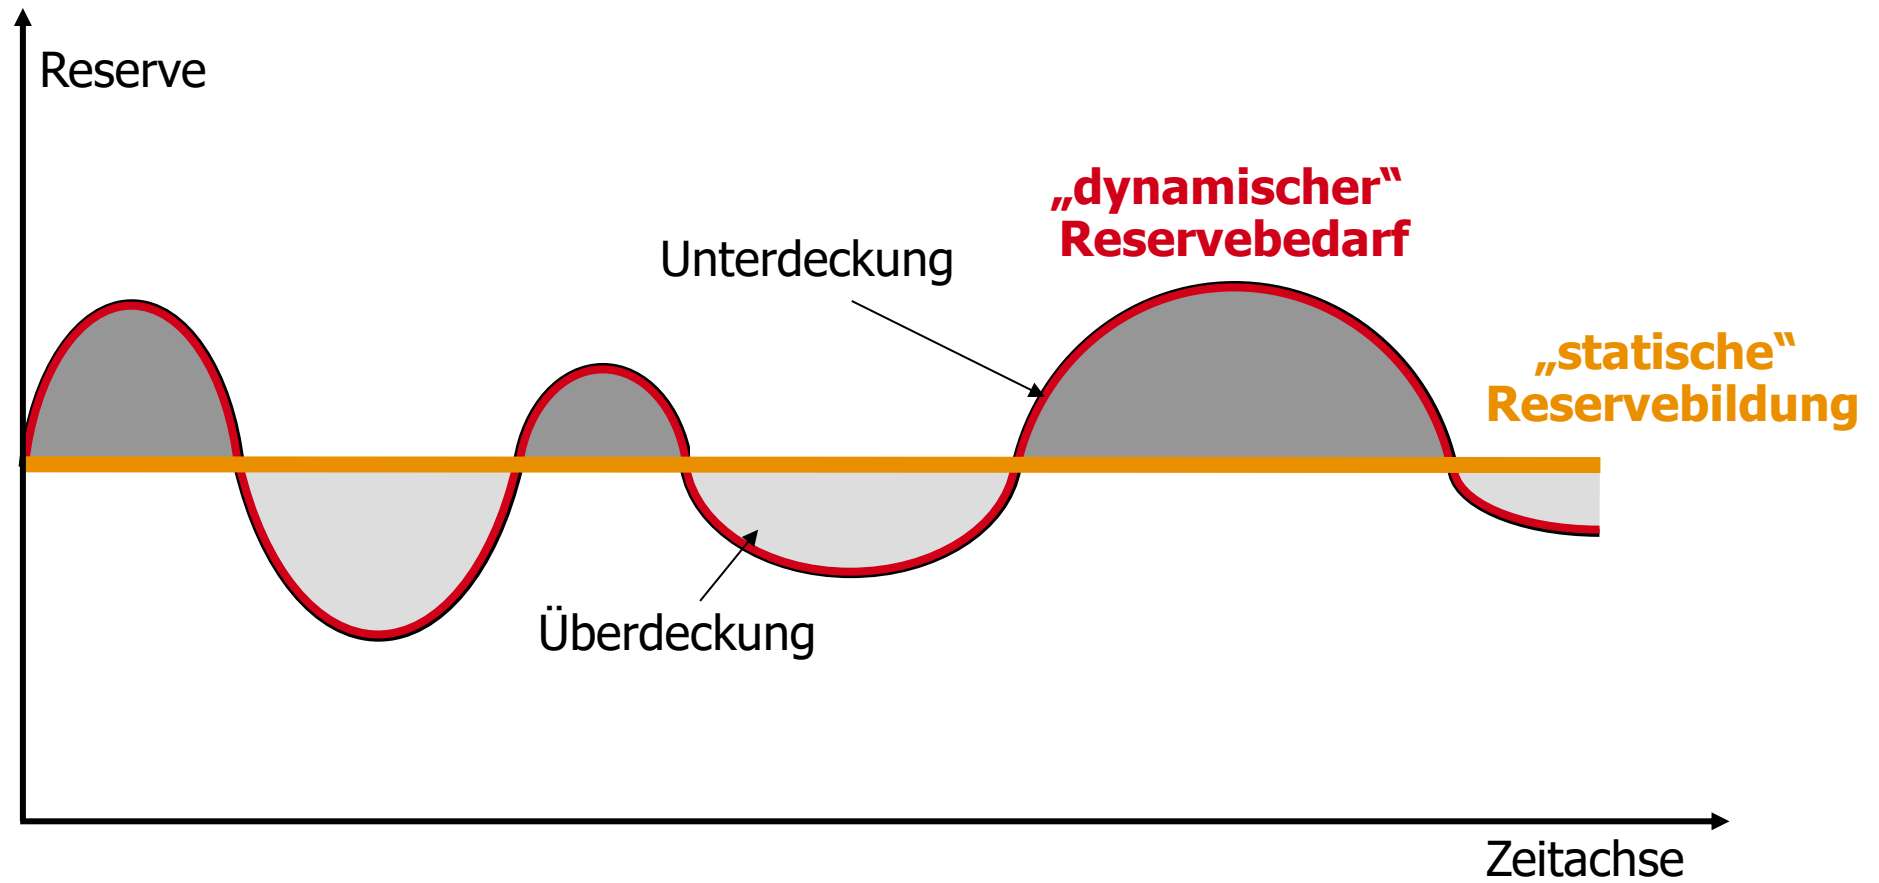 Reserve
„dynamischer“
Reservebedarf
Unterdeckung
„statische“
Reservebildung
Überdeckung
Zeitachse